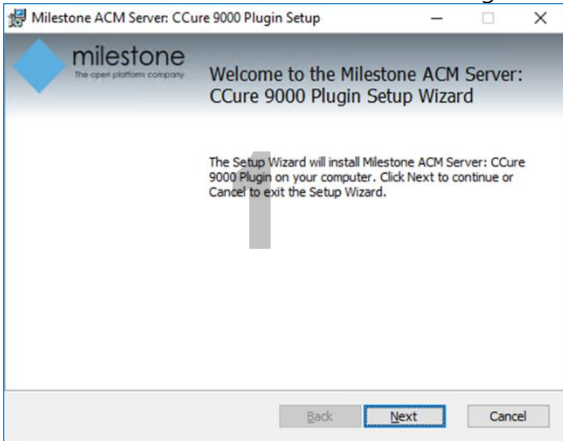 Milestone ACM Server: CCure 9000 Plugin Setup
milestone
The open platform company
Welcome to the Milestone ACM Server:
CCure 9000 Plugin Setup Wizard
The Setup Wizard will install Milestone ACM Server: CCure
9000 Plugin on your computer. Click Next to continue or
Cancel to exit the Setup Wizard.
1
Back Next Cancel